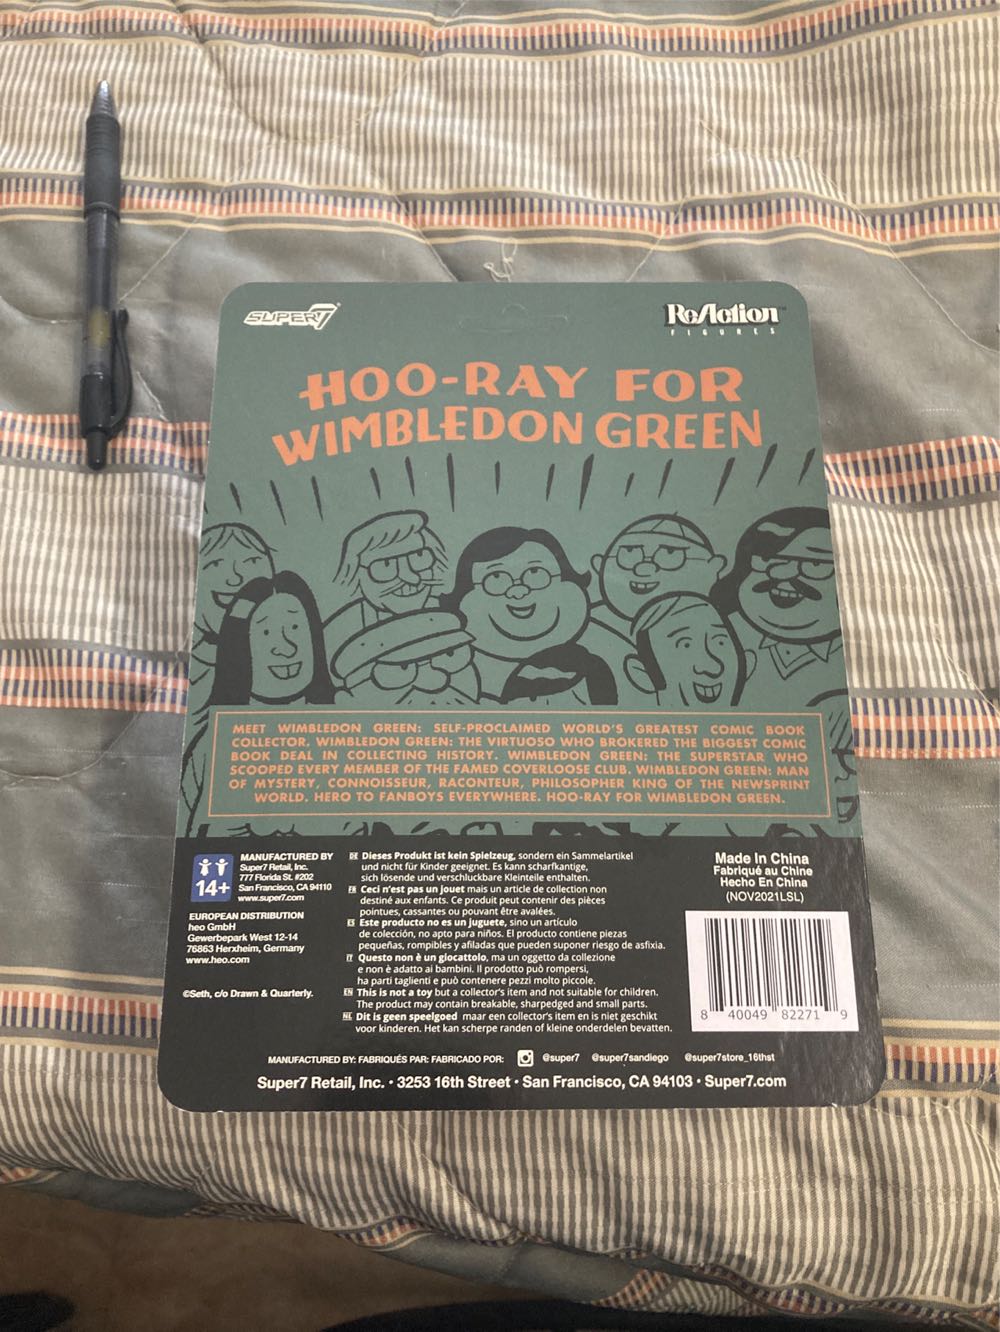 SUPER7®
ReAction
FIGURES
HOO-RAY FOR
WIMBLEDON GREEN
MEET WIMBLEDON GREEN: SELF-PROCLAIMED WORLD'S GREATEST COMIC BOOK
COLLECTOR. WIMBLEDON GREEN: THE VIRTUOSO WHO BROKERED THE BIGGEST COMIC
BOOK DEAL IN COLLECTING HISTORY. WIMBLEDON GREEN: THE SUPERSTAR WHO
SCOOPED EVERY MEMBER OF THE FAMED COVERLOOSE CLUB. WIMBLEDON GREEN: MAN
OF MYSTERY, CONNOISSEUR, RACONTEUR, PHILOSOPHER KING OF THE NEWSPRINT
WORLD. HERO TO FANBOYS EVERYWHERE. HOO-RAY FOR WIMBLEDON GREEN.
14+
MANUFACTURED BY
Super7 Retail, Inc.
777 Florida St. #202
San Francisco, CA 94110
www.super7.com
EUROPEAN DISTRIBUTION
heo GmbH
Gewerbepark West 12-14
76863 Herxheim, Germany
www.heo.com
©Seth, c/o Drawn & Quarterly.
DE Dieses Produkt ist kein Spielzeug, sondern ein Sammelartikel
und nicht für Kinder geeignet. Es kann scharfkantige,
sich lösende und verschluckbare Kleinteile enthalten.
FR Ceci n'est pas un jouet mais un article de collection non
destiné aux enfants. Ce produit peut contenir des pièces
pointues, cassantes ou pouvant être avalées.
ES Este producto no es un juguete, sino un artículo
de colección, no apto para niños. El producto contiene piezas
pequeñas, rompibles y afiladas que pueden suponer riesgo de asfixia.
IT Questo non è un giocattolo, ma un oggetto da collezione
e non è adatto ai bambini. Il prodotto può rompersi,
ha parti taglienti e può contenere pezzi molto piccole.
EN This is not a toy but a collector's item and not suitable for children.
The product may contain breakable, sharpedged and small parts.
NL Dit is geen speelgoed maar een collector's item en is niet geschikt
voor kinderen. Het kan scherpe randen of kleine onderdelen bevatten.
Made In China
Fabriqué au Chine
Hecho En China
(NOV2021LSL)
8 40049 82271 9
MANUFACTURED BY: FABRIQUÉS PAR: FABRICADO POR: @super7 @super7sandiego @super7store_16thst
Super7 Retail, Inc. • 3253 16th Street • San Francisco, CA 94103 • Super7.com